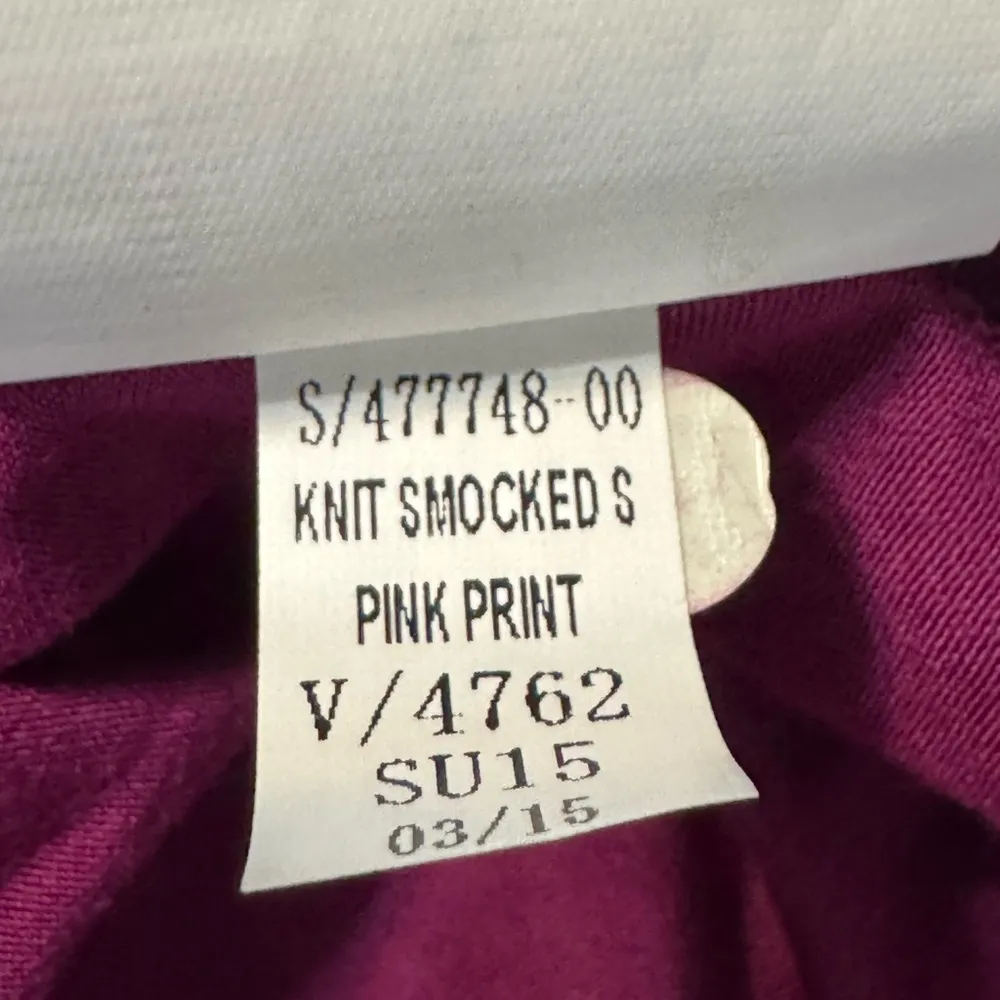 S/477748-00
KNIT SMOCKED S
PINK PRINT
V/4762
SU15
03/15